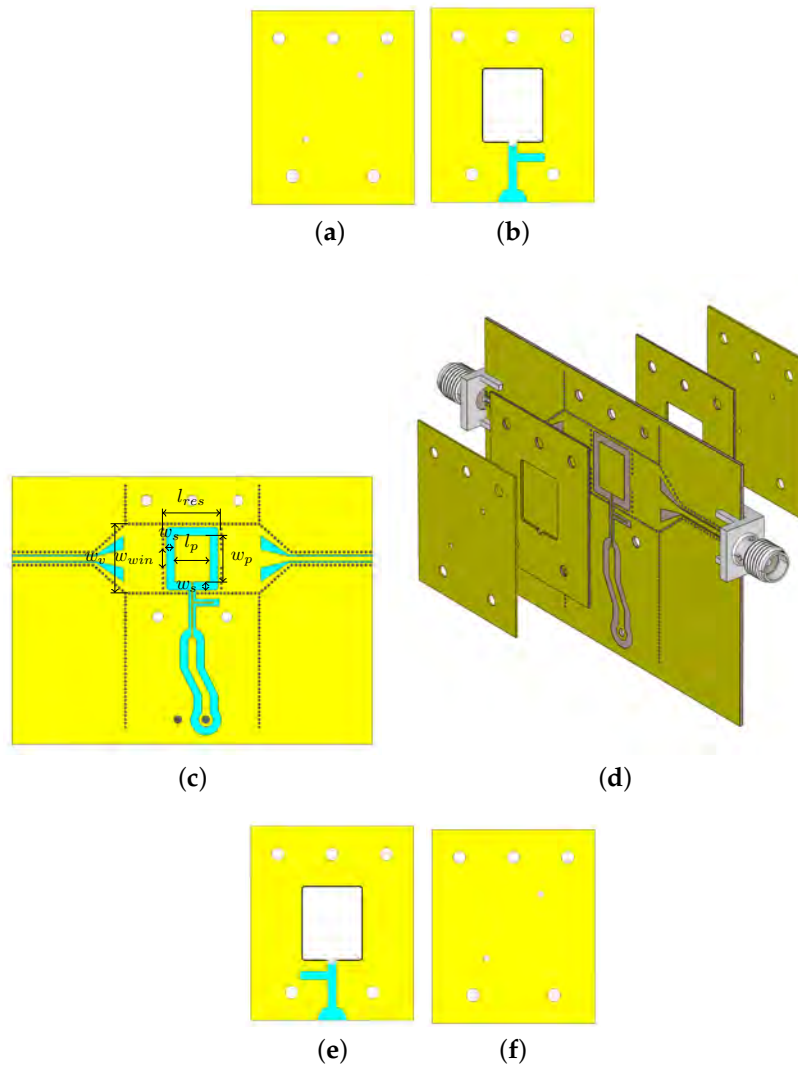 (a) (b)
l_res
w_s
l_p
w_v w_win w_p
w_s
(c) (d)
(e) (f)